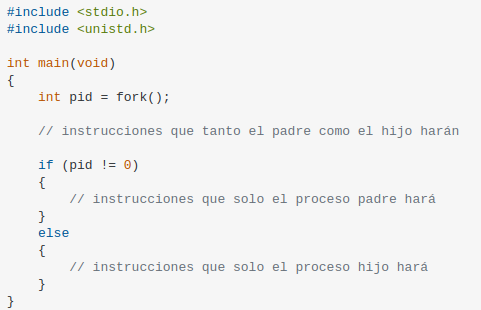 #include <stdio.h>
#include <unistd.h>

int main(void)
{
    int pid = fork();

    // instrucciones que tanto el padre como el hijo harán

    if (pid != 0)
    {
        // instrucciones que solo el proceso padre hará
    }
    else
    {
        // instrucciones que solo el proceso hijo hará
    }
}